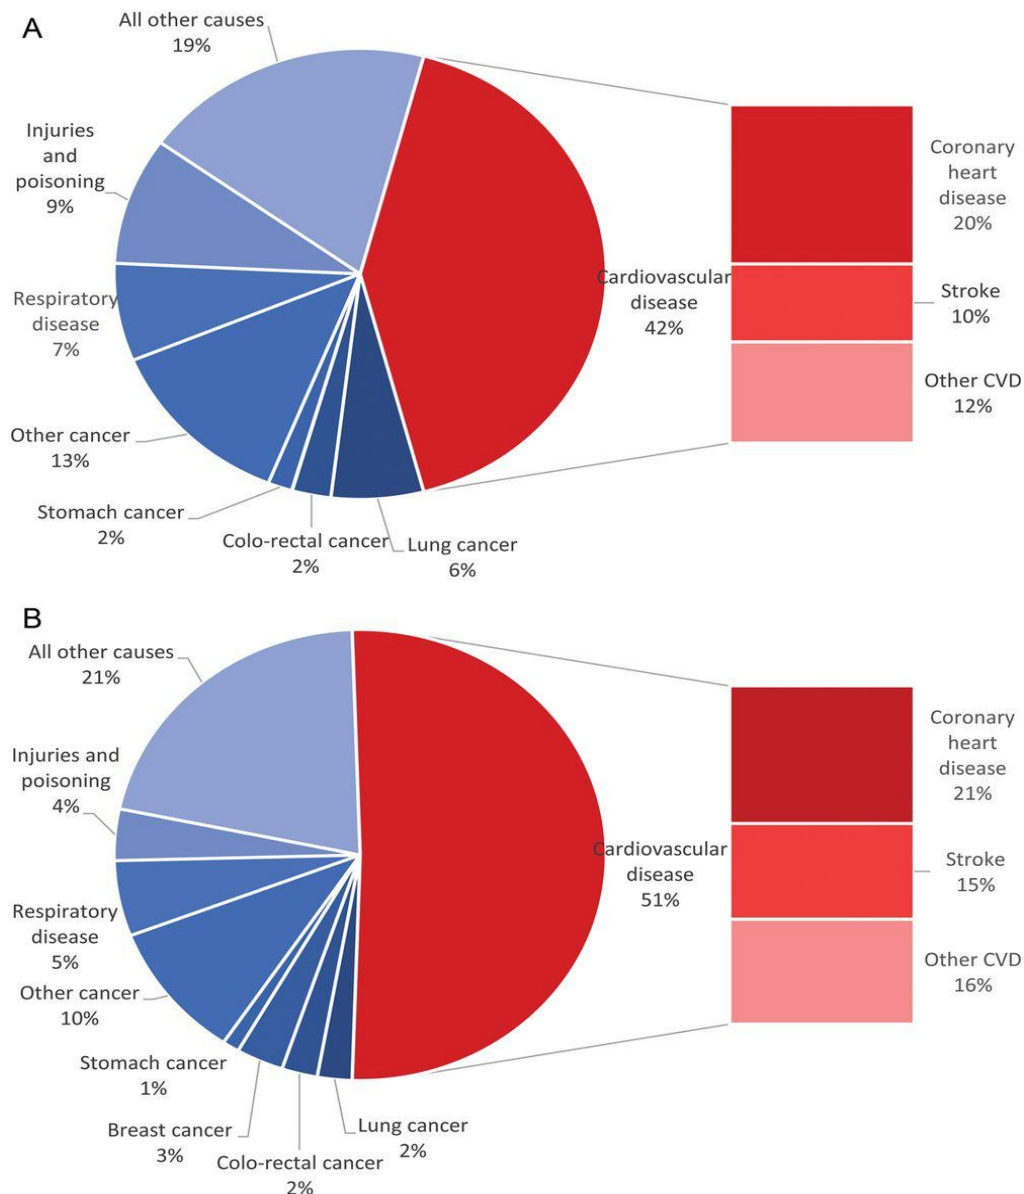 A
All other causes
19%
Injuries
and
poisoning
9%
Respiratory
disease
7%
Other cancer
13%
Stomach cancer
2%
Colo-rectal cancer
2%
Lung cancer
6%
Cardiovascular
disease
42%
Coronary
heart
disease
20%
Stroke
10%
Other CVD
12%
B
All other causes
21%
Injuries and
poisoning
4%
Respiratory
disease
5%
Other cancer
10%
Stomach cancer
1%
Breast cancer
3%
Colo-rectal cancer
2%
Lung cancer
2%
Cardiovascular
disease
51%
Coronary
heart
disease
21%
Stroke
15%
Other CVD
16%